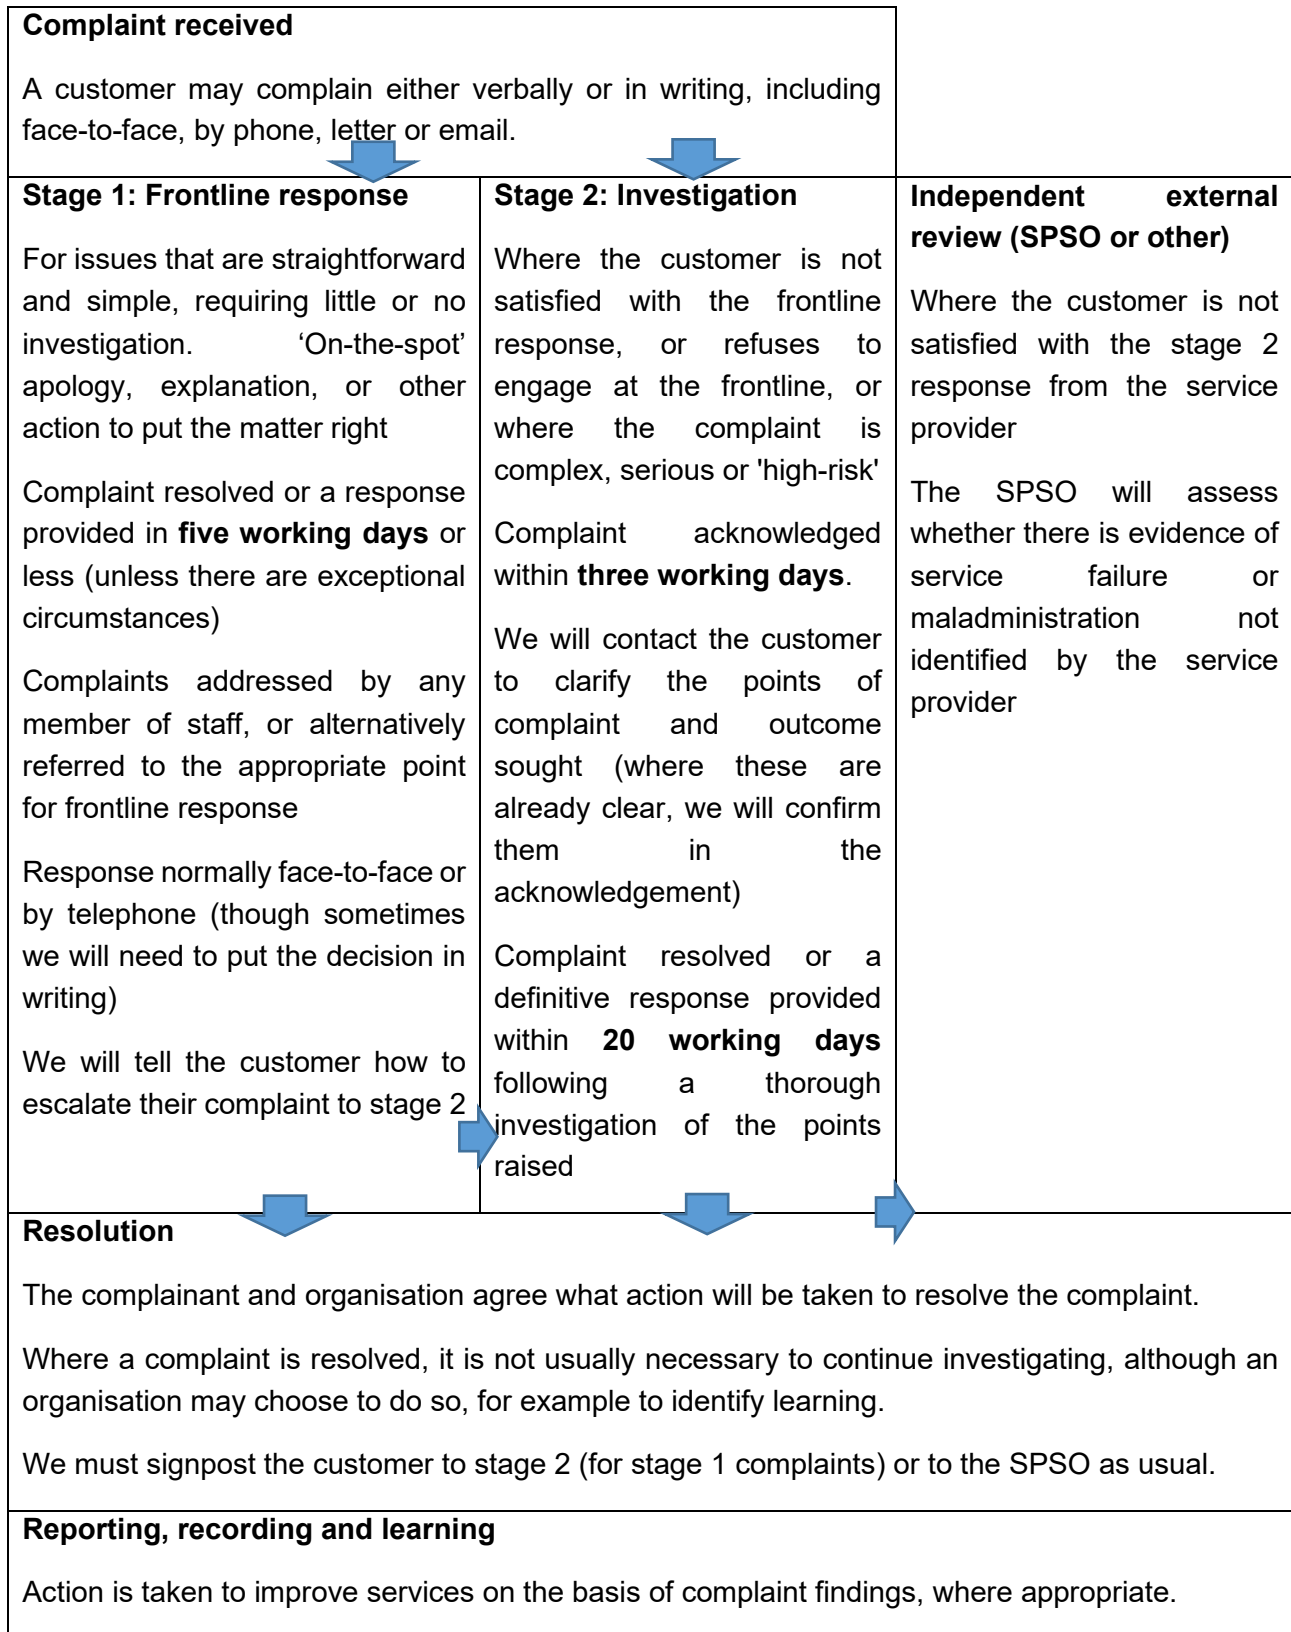 Complaint received
A customer may complain either verbally or in writing, including
face-to-face, by phone, letter or email.
Stage 1: Frontline response
For issues that are straightforward
and simple, requiring little or no
investigation. ‘On-the-spot’
apology, explanation, or other
action to put the matter right
Complaint resolved or a response
provided in five working days or
less (unless there are exceptional
circumstances)
Complaints addressed by any
member of staff, or alternatively
referred to the appropriate point
for frontline response
Response normally face-to-face or
by telephone (though sometimes
we will need to put the decision in
writing)
We will tell the customer how to
escalate their complaint to stage 2
Stage 2: Investigation
Where the customer is not
satisfied with the frontline
response, or refuses to
engage at the frontline, or
where the complaint is
complex, serious or 'high-risk'
Complaint acknowledged
within three working days.
We will contact the customer
to clarify the points of
complaint and outcome
sought (where these are
already clear, we will confirm
them in the
acknowledgement)
Complaint resolved or a
definitive response provided
within 20 working days
following a thorough
investigation of the points
raised
Independent external
review (SPSO or other)
Where the customer is not
satisfied with the stage 2
response from the service
provider
The SPSO will assess
whether there is evidence of
service failure or
maladministration not
identified by the service
provider
Resolution
The complainant and organisation agree what action will be taken to resolve the complaint.
Where a complaint is resolved, it is not usually necessary to continue investigating, although an
organisation may choose to do so, for example to identify learning.
We must signpost the customer to stage 2 (for stage 1 complaints) or to the SPSO as usual.
Reporting, recording and learning
Action is taken to improve services on the basis of complaint findings, where appropriate.